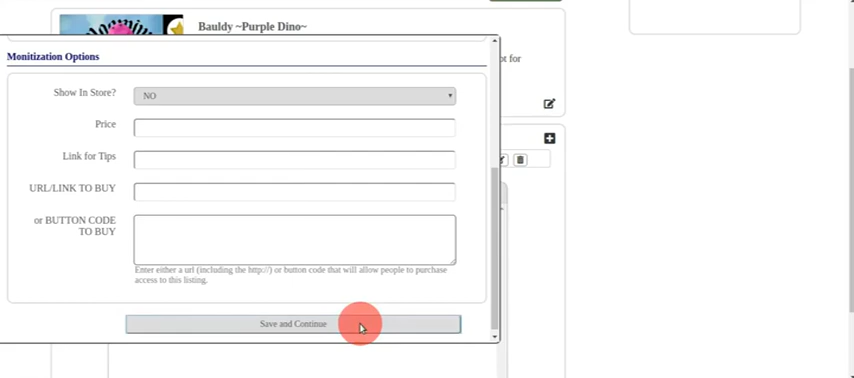 Bauldy ~Purple Dino~
Monitization Options
ot for
Show In Store?
NO
Price
Link for Tips
URL/LINK TO BUY
or BUTTON CODE
TO BUY
Enter either a url (including the http://) or button code that will allow people to purchase
access to this listing.
Save and Continue